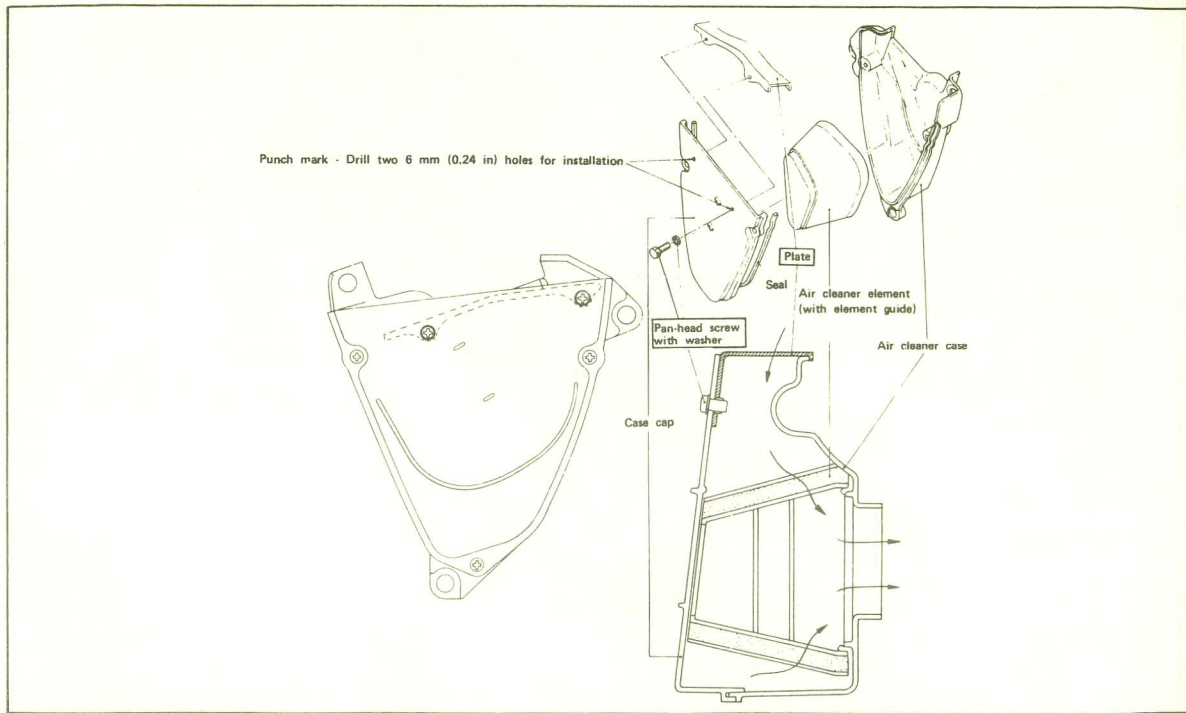 Punch mark - Drill two 6 mm (0.24 in) holes for installation
Plate
Seal
Air cleaner element
(with element guide)
Pan-head screw
with washer
Air cleaner case
Case cap